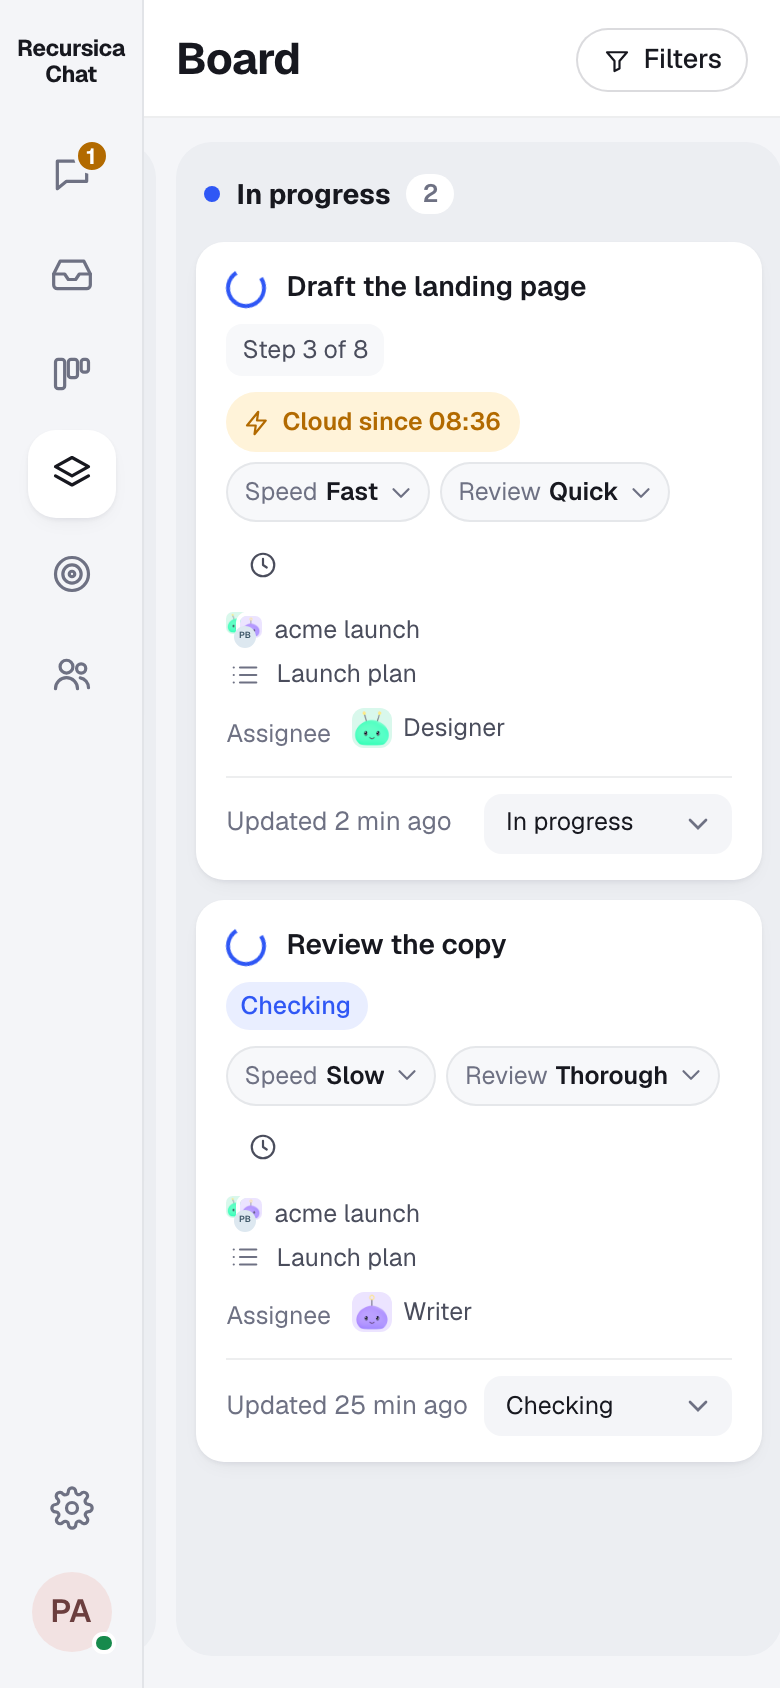 Recursica
Chat
1
PA
Board
Filters
In progress 2
Draft the landing page
Step 3 of 8
Cloud since 08:36
Speed Fast
Review Quick
PB acme launch
Launch plan
Assignee Designer
Updated 2 min ago
In progress
Review the copy
Checking
Speed Slow
Review Thorough
PB acme launch
Launch plan
Assignee Writer
Updated 25 min ago
Checking